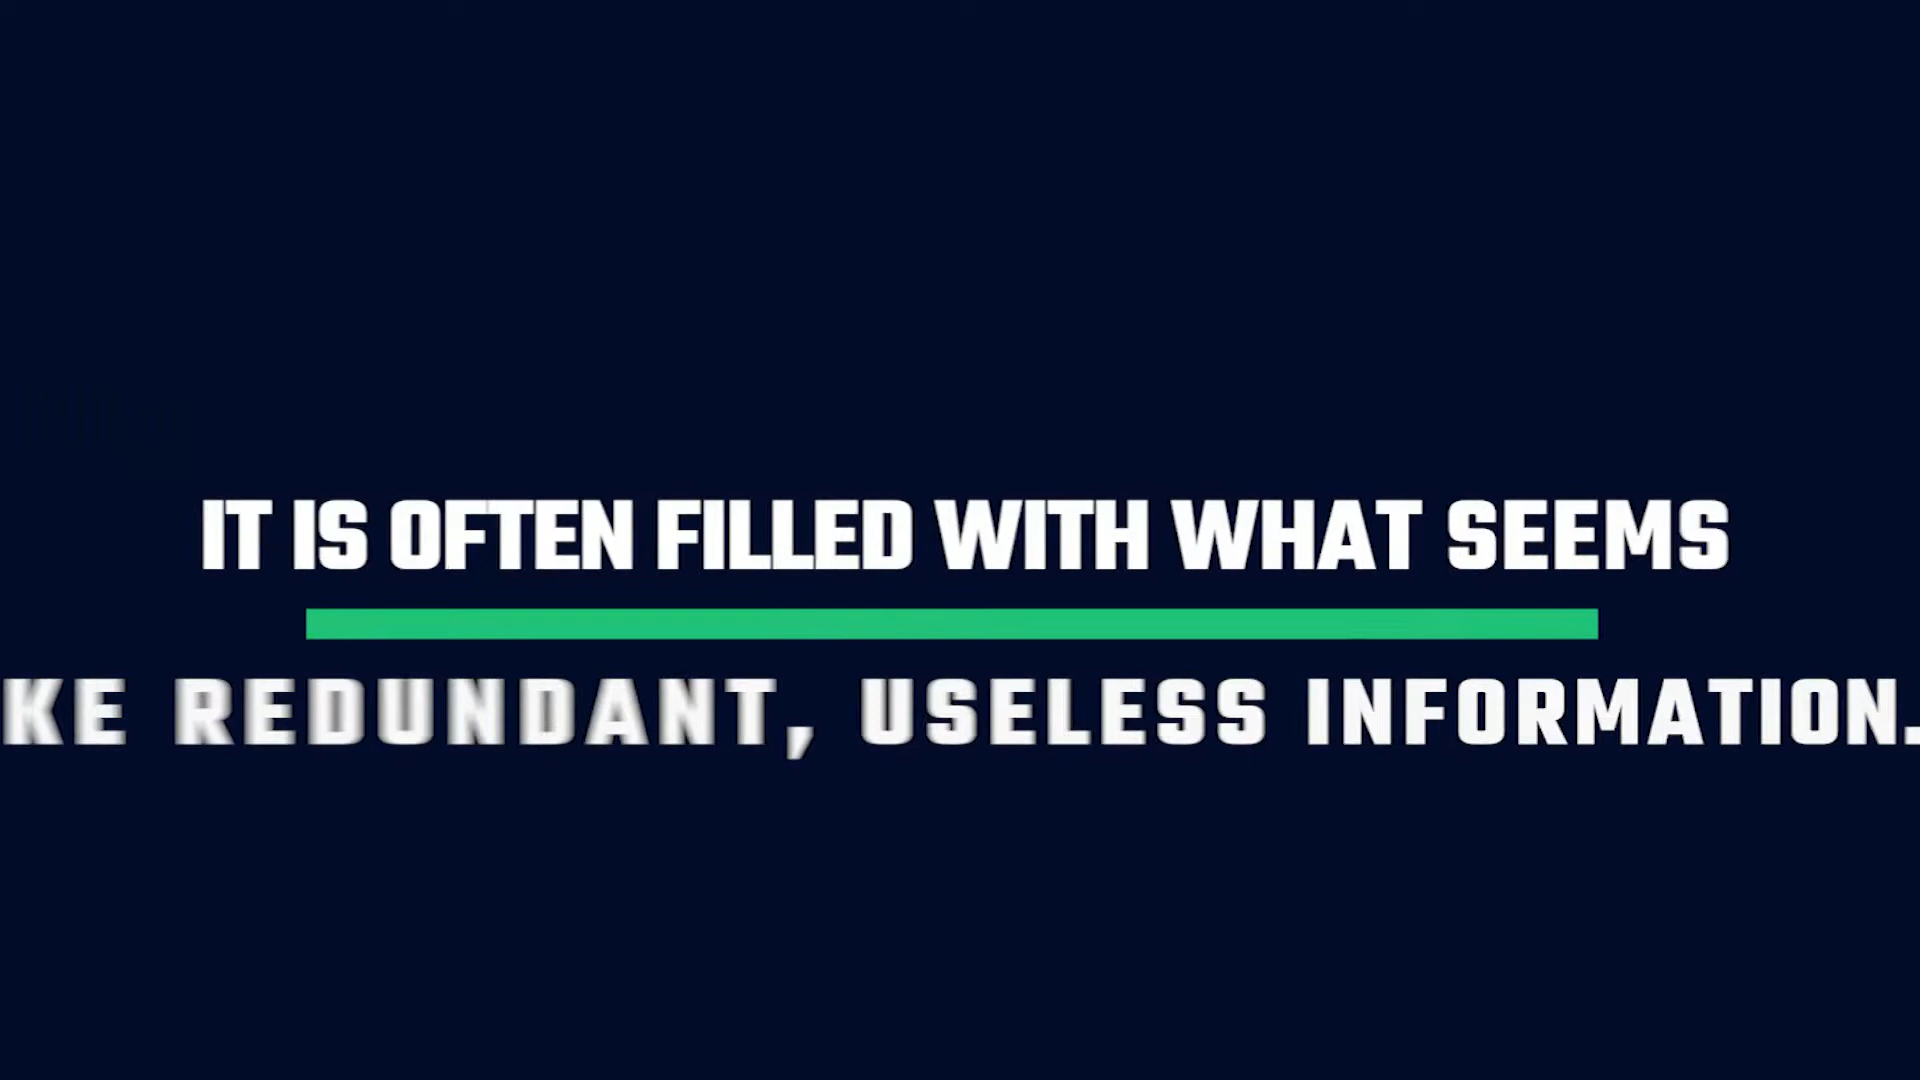 IT IS OFTEN FILLED WITH WHAT SEEMS
KE REDUNDANT, USELESS INFORMATION.